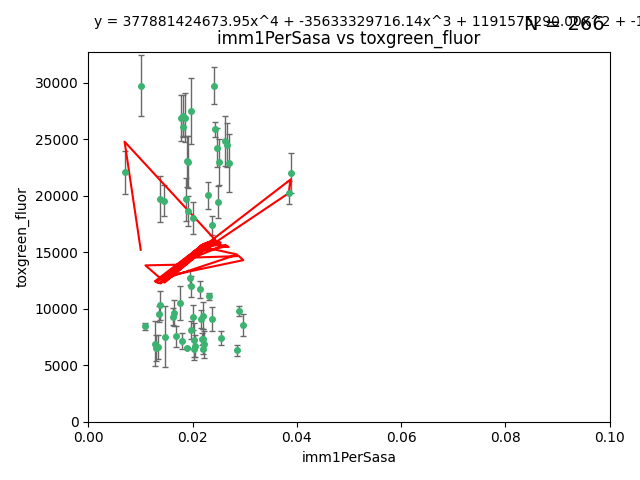 y = 377881424673.95x^4 + -35633329716.14x^3 + 1191575290.00x^2 + -1
N = 266
imm1PerSasa vs toxgreen_fluor
30000
25000
20000
15000
10000
5000
0
toxgreen_fluor
0.00 0.02 0.04 0.06 0.08 0.10
imm1PerSasa